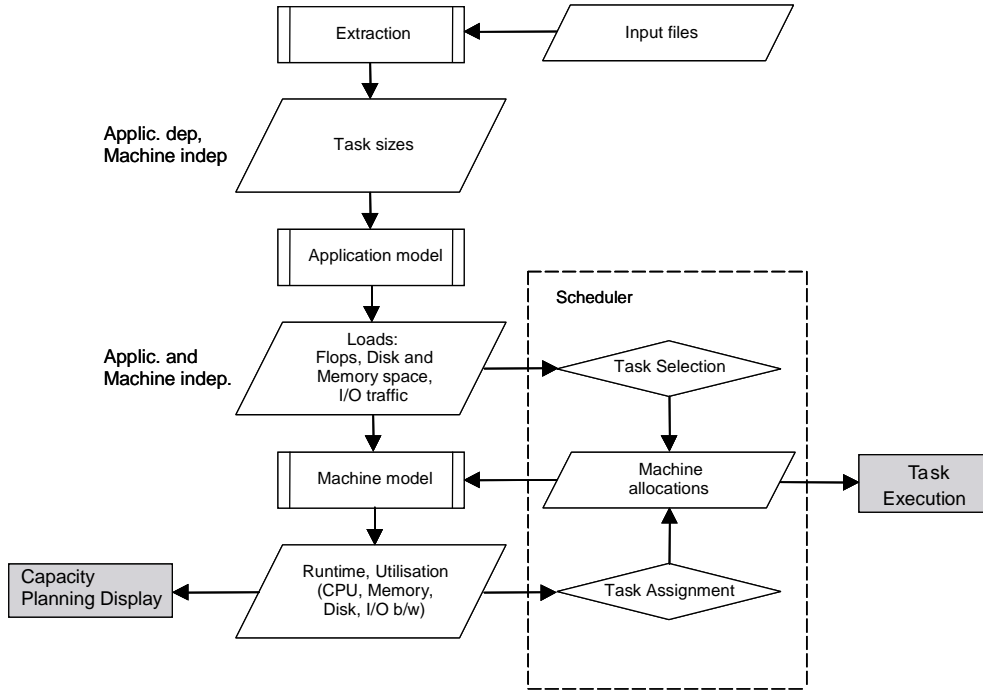 Extraction
Input files
Applic. dep,
Machine indep
Task sizes
Application model
Scheduler
Applic. and
Machine indep.
Loads:
Flops, Disk and
Memory space,
I/O traffic
Task Selection
Machine model
Machine
allocations
Task
Execution
Capacity
Planning Display
Runtime, Utilisation
(CPU, Memory,
Disk, I/O b/w)
Task Assignment